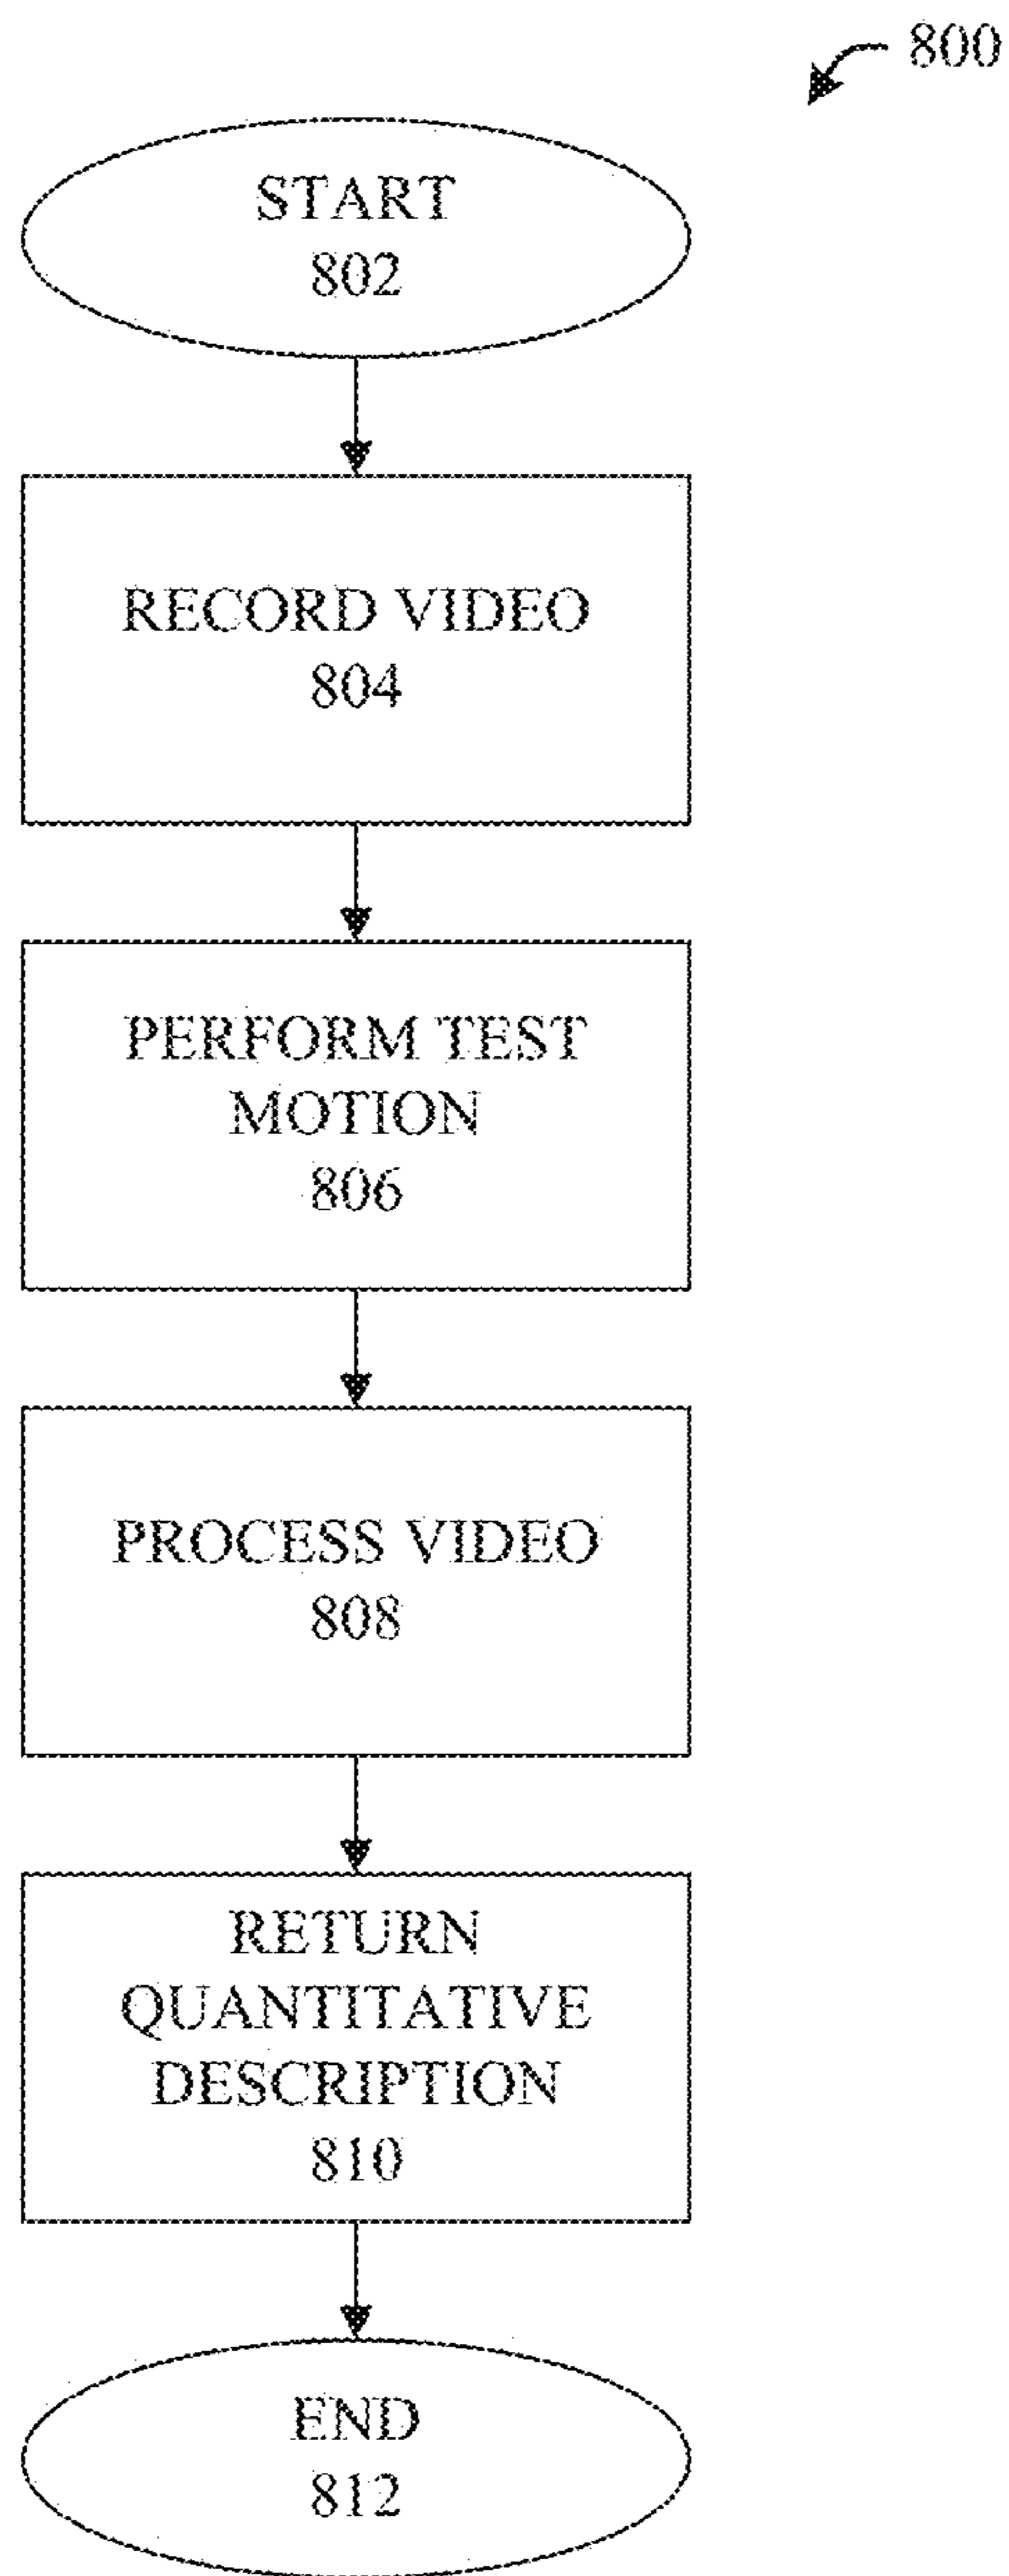 800
START
802
RECORD VIDEO
804
PERFORM TEST
MOTION
806
PROCESS VIDEO
808
RETURN
QUANTITATIVE
DESCRIPTION
810
END
812